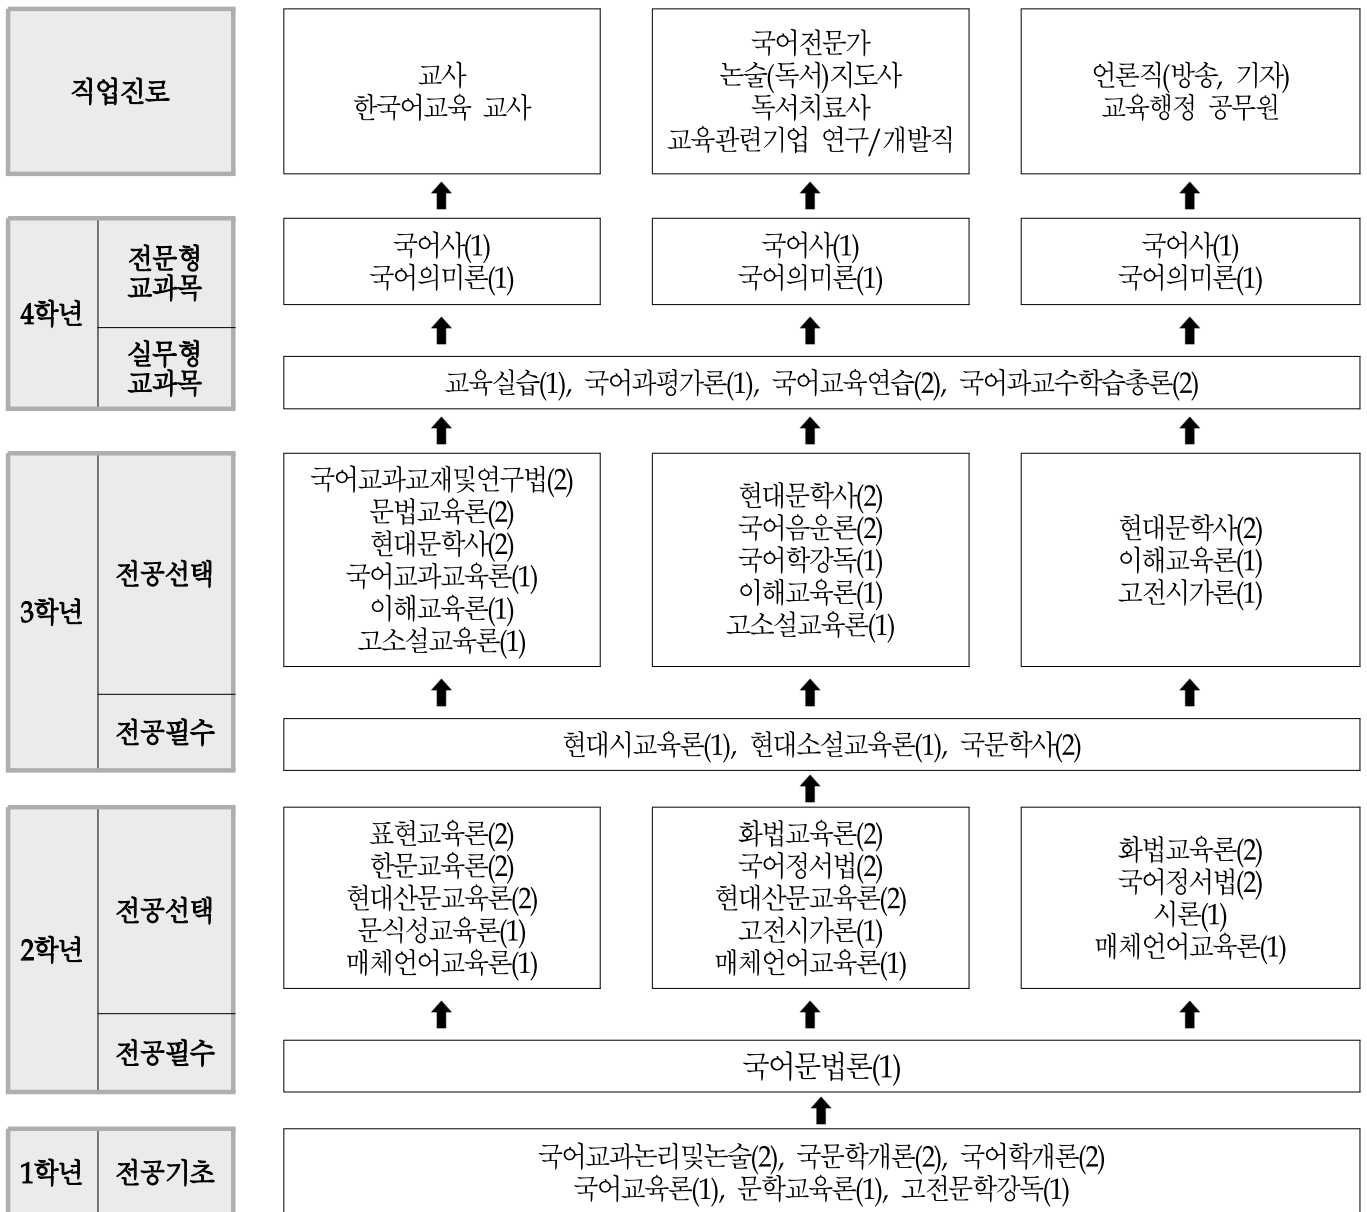 직업진로
교사
한국어교육 교사
국어전문가
논술(독서)지도사
독서치료사
교육관련기업 연구/개발직
언론직(방송, 기자)
교육행정 공무원
4학년
전문형
교과목
국어사(1)
국어의미론(1)
국어사(1)
국어의미론(1)
국어사(1)
국어의미론(1)
실무형
교과목
교육실습(1), 국어과평가론(1), 국어교육연습(2), 국어과교수학습총론(2)
3학년
전공선택
국어교과교재및연구법(2)
문법교육론(2)
현대문학사(2)
국어교과교육론(1)
이해교육론(1)
고소설교육론(1)
현대문학사(2)
국어음운론(2)
국어학강독(1)
이해교육론(1)
고소설교육론(1)
현대문학사(2)
이해교육론(1)
고전시가론(1)
전공필수
현대시교육론(1), 현대소설교육론(1), 국문학사(2)
2학년
전공선택
표현교육론(2)
한문교육론(2)
현대산문교육론(2)
문식성교육론(1)
매체언어교육론(1)
화법교육론(2)
국어정서법(2)
현대산문교육론(2)
고전시가론(1)
매체언어교육론(1)
화법교육론(2)
국어정서법(2)
시론(1)
매체언어교육론(1)
전공필수
국어문법론(1)
1학년
전공기초
국어교과논리및논술(2), 국문학개론(2), 국어학개론(2)
국어교육론(1), 문학교육론(1), 고전문학강독(1)